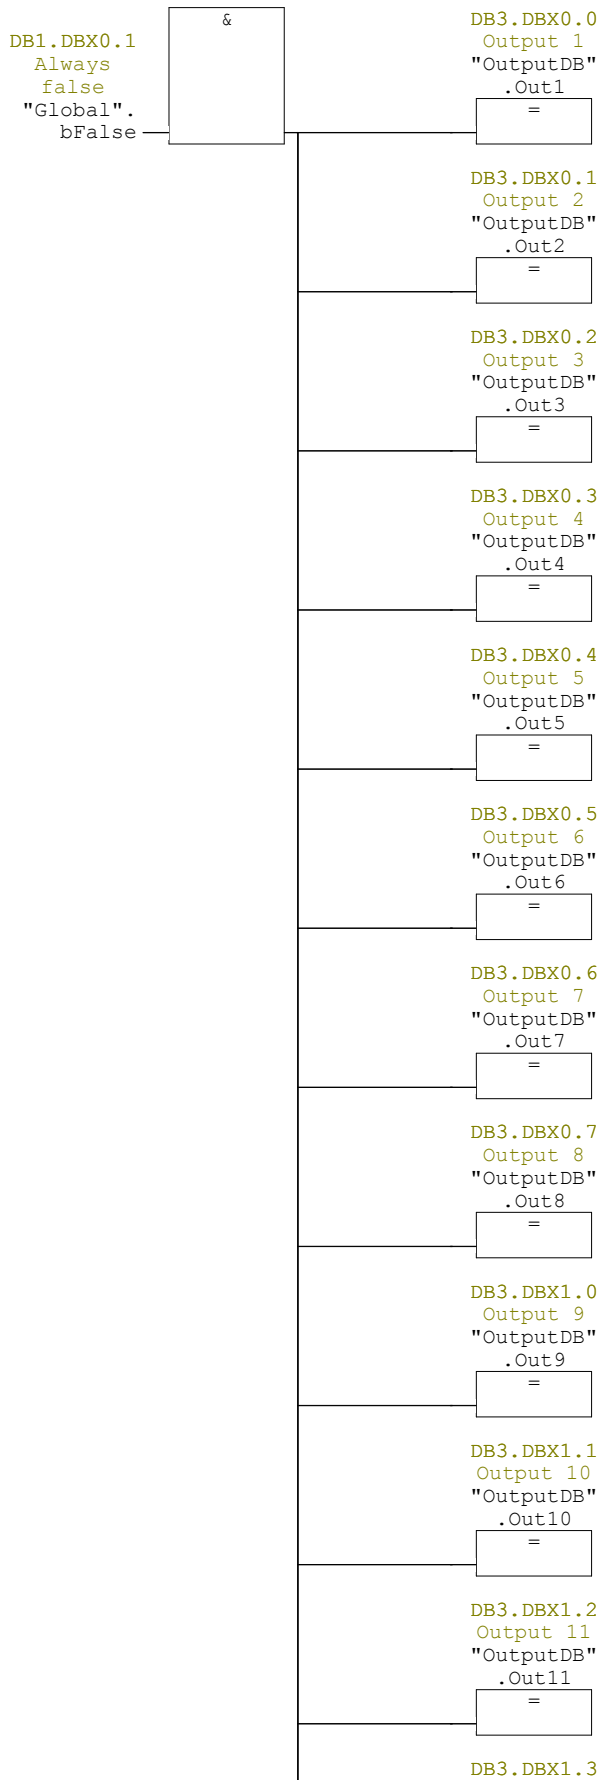 &
DB1.DBX0.1
Always
false
"Global".
bFalse
DB3.DBX0.0
Output 1
"OutputDB"
.Out1
=
DB3.DBX0.1
Output 2
"OutputDB"
.Out2
=
DB3.DBX0.2
Output 3
"OutputDB"
.Out3
=
DB3.DBX0.3
Output 4
"OutputDB"
.Out4
=
DB3.DBX0.4
Output 5
"OutputDB"
.Out5
=
DB3.DBX0.5
Output 6
"OutputDB"
.Out6
=
DB3.DBX0.6
Output 7
"OutputDB"
.Out7
=
DB3.DBX0.7
Output 8
"OutputDB"
.Out8
=
DB3.DBX1.0
Output 9
"OutputDB"
.Out9
=
DB3.DBX1.1
Output 10
"OutputDB"
.Out10
=
DB3.DBX1.2
Output 11
"OutputDB"
.Out11
=
DB3.DBX1.3